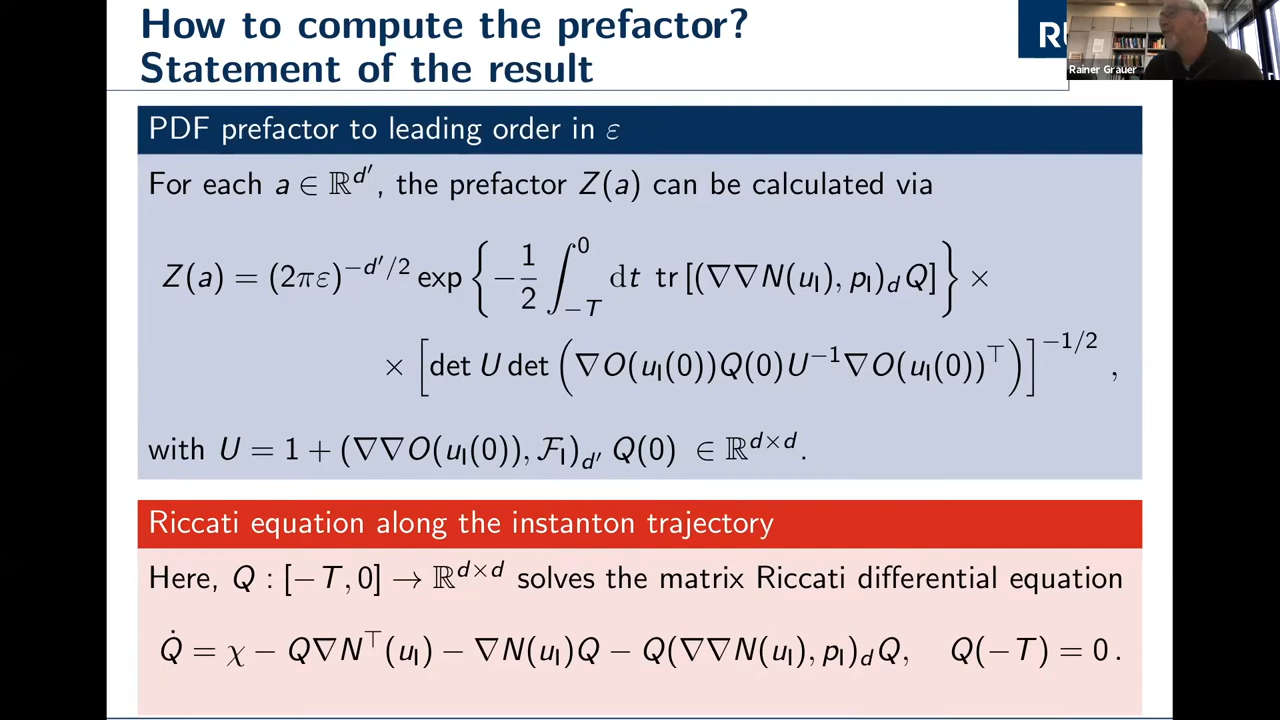 How to compute the prefactor?
Statement of the result
RU
Rainer Grauer
PDF prefactor to leading order in ε
For each a ∈ ℝ^{d′}, the prefactor Z(a) can be calculated via
Z(a) = (2πε)^{−d′/2} exp { −1/2 ∫_{−T}^{0} dt tr [(∇∇N(u_I), p_I)_d Q] } ×
× [det U det (∇O(u_I(0))Q(0)U^{−1}∇O(u_I(0))^⊤)]^{−1/2} ,
with U = 1 + (∇∇O(u_I(0)), ℱ_I)_{d′} Q(0) ∈ ℝ^{d×d}.
Riccati equation along the instanton trajectory
Here, Q : [−T, 0] → ℝ^{d×d} solves the matrix Riccati differential equation
Q̇ = χ − Q∇N^⊤(u_I) − ∇N(u_I)Q − Q(∇∇N(u_I), p_I)_d Q, Q(−T) = 0 .